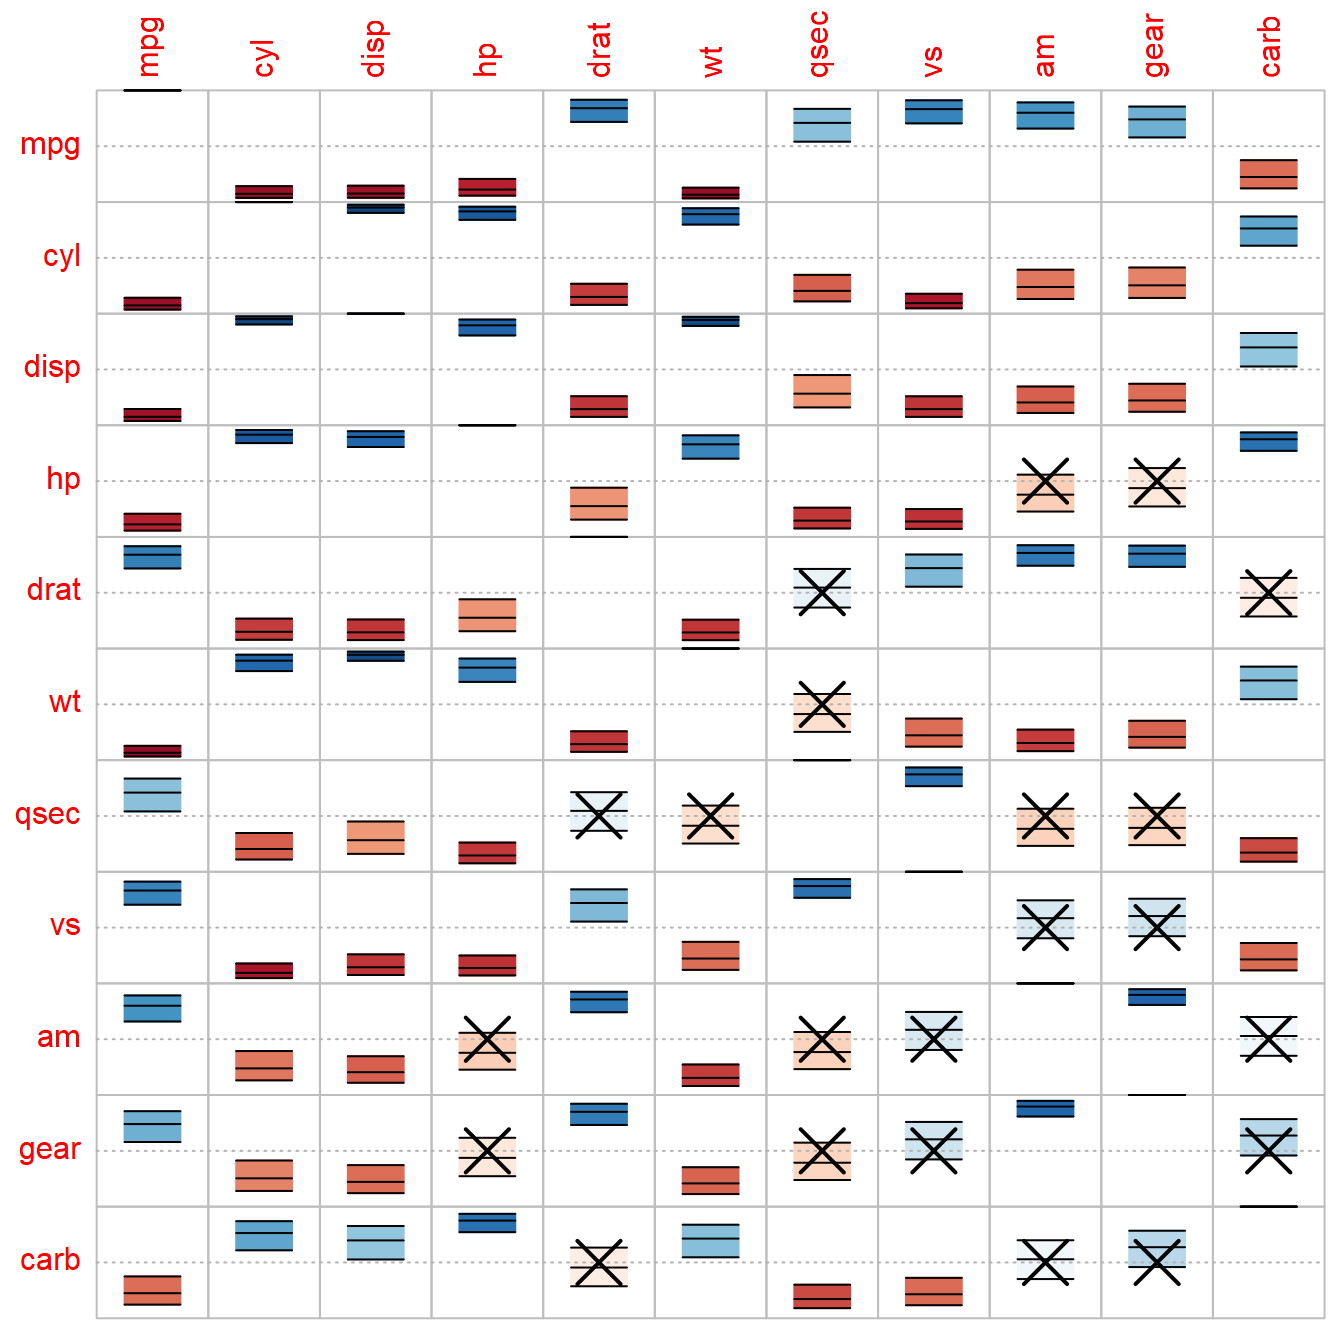 mpg cyl disp hp drat wt qsec vs am gear carb
mpg
cyl
disp
hp
drat
wt
qsec
vs
am
gear
carb